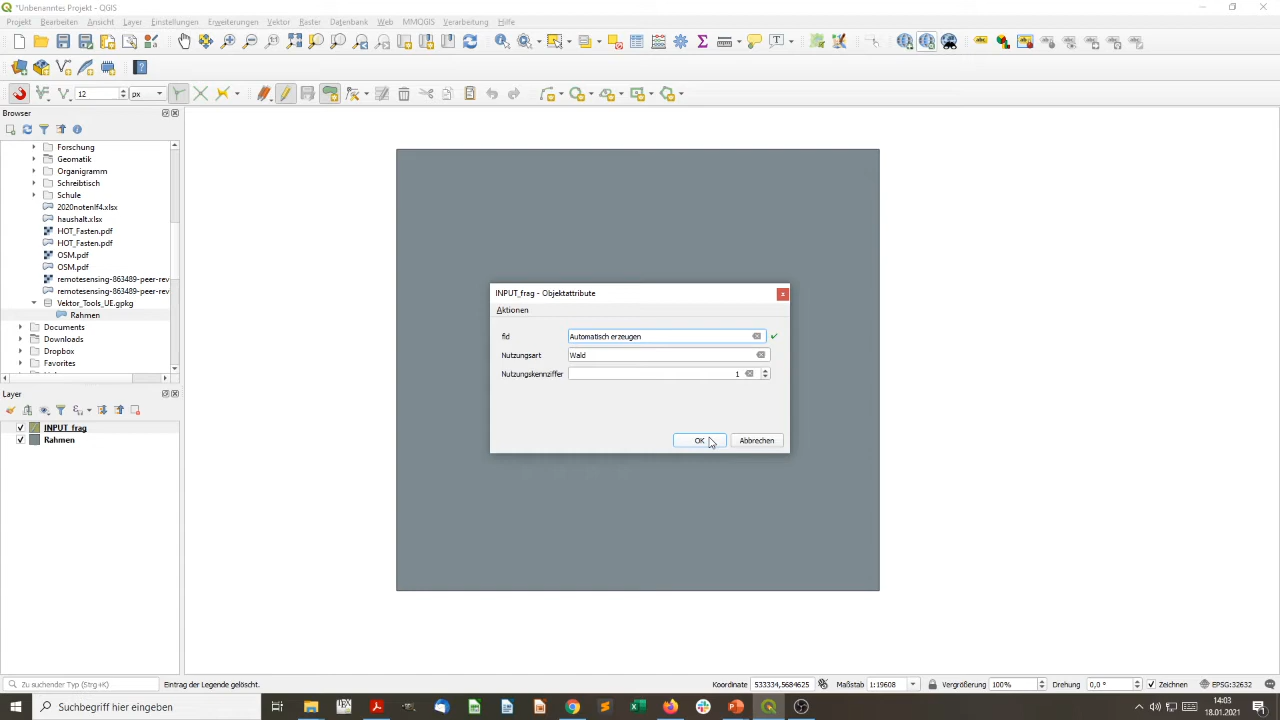 *Unbenanntes Projekt - QGIS
Projekt Bearbeiten Ansicht Layer Einstellungen Erweiterungen Vektor Raster Datenbank Web MMQGIS Verarbeitung Hilfe
12 px
Browser
Forschung
Geomatik
Organigramm
Schreibtisch
Schule
2020notenlf4.xlsx
haushalt.xlsx
HOT_Fasten.pdf
HOT_Fasten.pdf
OSM.pdf
OSM.pdf
remotesensing-863489-peer-rev
remotesensing-863489-peer-rev
Vektor_Tools_UE.gpkg
Rahmen
Documents
Downloads
Dropbox
Favorites
Layer
INPUT_frag
Rahmen
INPUT_frag - Objektattribute
Aktionen
fid Automatisch erzeugen
Nutzungsart Wald
Nutzungskennziffer 1
OK Abbrechen
Zu suchender Typ (Strg+K) Eintrag der Legende gelöscht. Koordinate 533334,5684625 Maßstab 1:19608 Vergrößerung 100% Drehung 0,0 ° Zeichnen EPSG:32632
Suchbegriff hier eingeben
14:03
18.01.2021